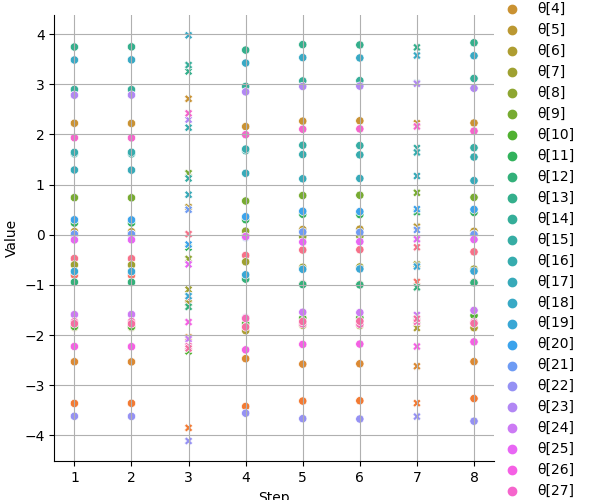 4
3
2
1
0
−1
−2
−3
−4
Value
1 2 3 4 5 6 7 8
Step
θ[4]
θ[5]
θ[6]
θ[7]
θ[8]
θ[9]
θ[10]
θ[11]
θ[12]
θ[13]
θ[14]
θ[15]
θ[16]
θ[17]
θ[18]
θ[19]
θ[20]
θ[21]
θ[22]
θ[23]
θ[24]
θ[25]
θ[26]
θ[27]